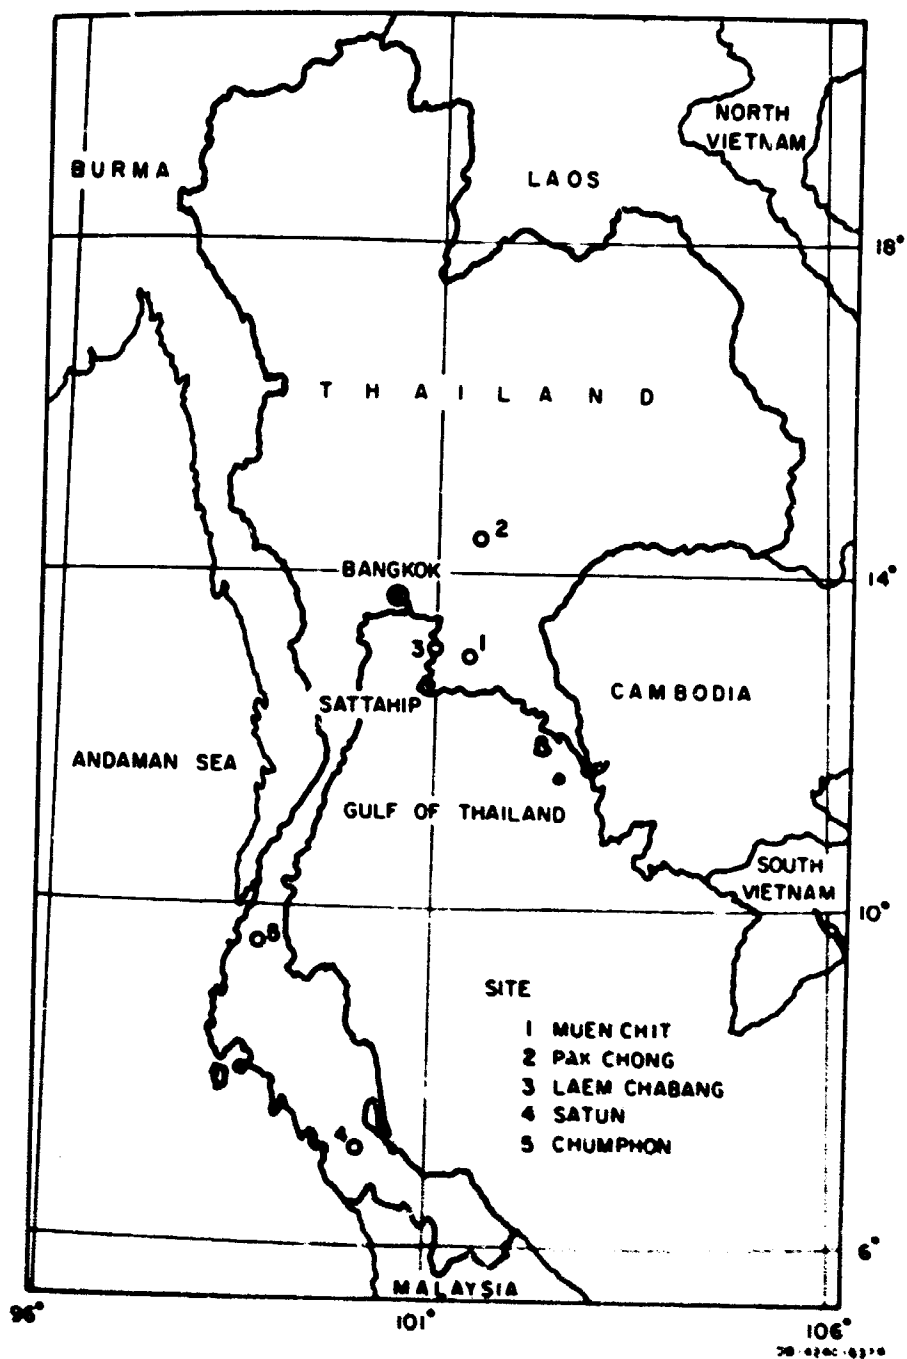 NORTH
VIETNAM
BURMA
LAOS
18°
THAILAND
2
BANGKOK
14°
3
1
SATTAHIP
CAMBODIA
ANDAMAN SEA
GULF OF THAILAND
SOUTH
VIETNAM
10°
5
SITE
1 MUEN CHIT
2 PAK CHONG
3 LAEM CHABANG
4 SATUN
5 CHUMPHON
4
6°
MALAYSIA
96°
101°
106°